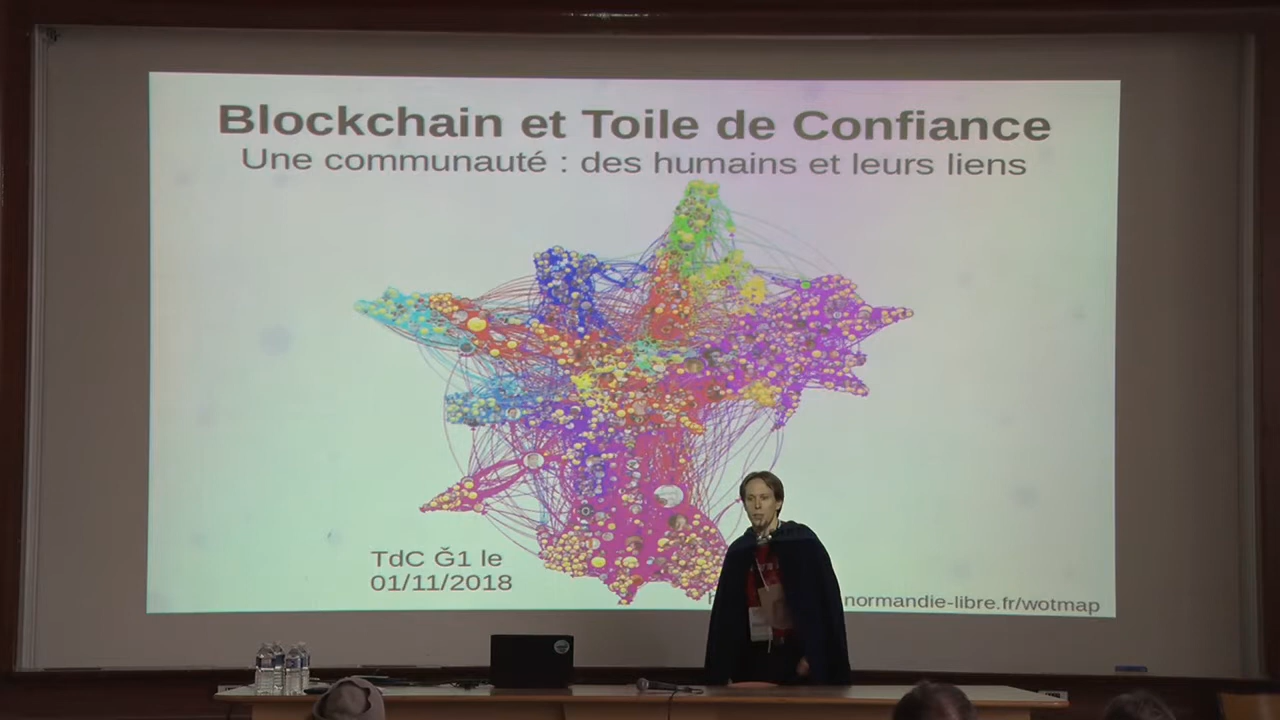 Blockchain et Toile de Confiance
Une communauté : des humains et leurs liens
TdC Ğ1 le
01/11/2018
normandie-libre.fr/wotmap